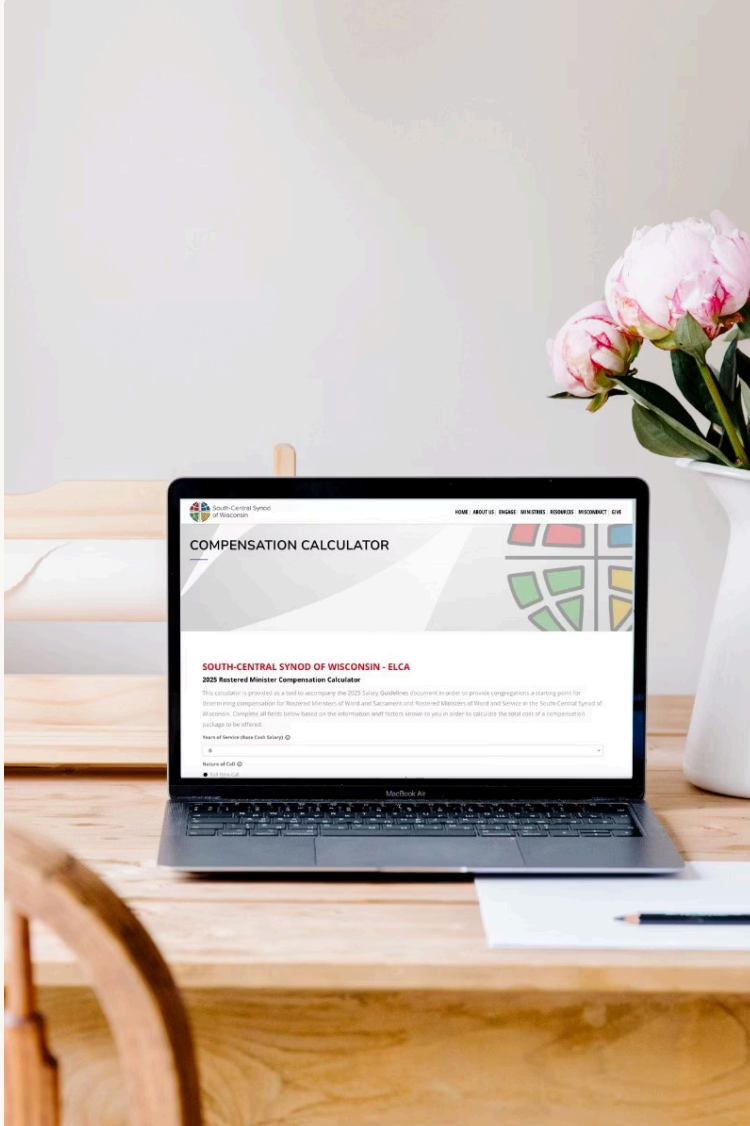 South-Central Synod
of Wisconsin
HOME | ABOUT US | ENGAGE | MINISTRIES | RESOURCES | MISCONDUCT | GIVE
COMPENSATION CALCULATOR
SOUTH-CENTRAL SYNOD OF WISCONSIN - ELCA
2025 Rostered Minister Compensation Calculator
This calculator is provided as a tool to accompany the 2025 Salary Guidelines document in order to provide congregations a starting point for
determining compensation for Rostered Ministers of Word and Sacrament and Rostered Ministers of Word and Service in the South-Central Synod of
Wisconsin. Complete all fields below based on the information and factors known to you in order to calculate the total cost of a compensation
package to be offered.
Years of Service (Base Cash Salary)
0
Nature of Call
Full Time Call
MacBook Air